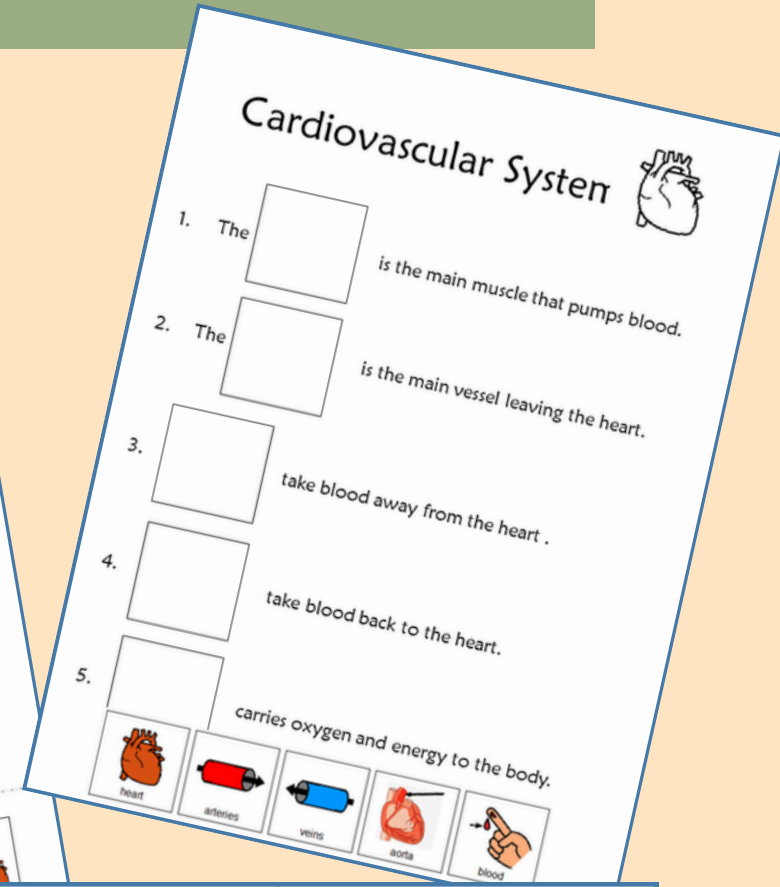 Cardiovascular System
1. The is the main muscle that pumps blood.
2. The is the main vessel leaving the heart.
3. take blood away from the heart .
4. take blood back to the heart.
5. carries oxygen and energy to the body.
heart arteries veins aorta blood